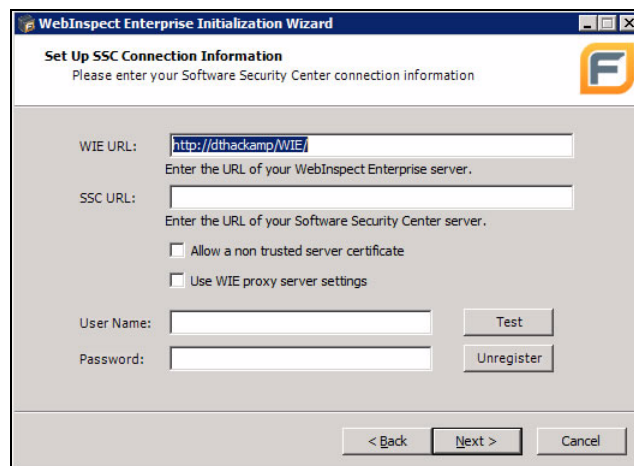 WebInspect Enterprise Initialization Wizard
Set Up SSC Connection Information
Please enter your Software Security Center connection information
F
WIE URL: http://dthackamp/WIE/
Enter the URL of your WebInspect Enterprise server.
SSC URL:
Enter the URL of your Software Security Center server.
Allow a non trusted server certificate
Use WIE proxy server settings
User Name: Test
Password: Unregister
< Back Next > Cancel